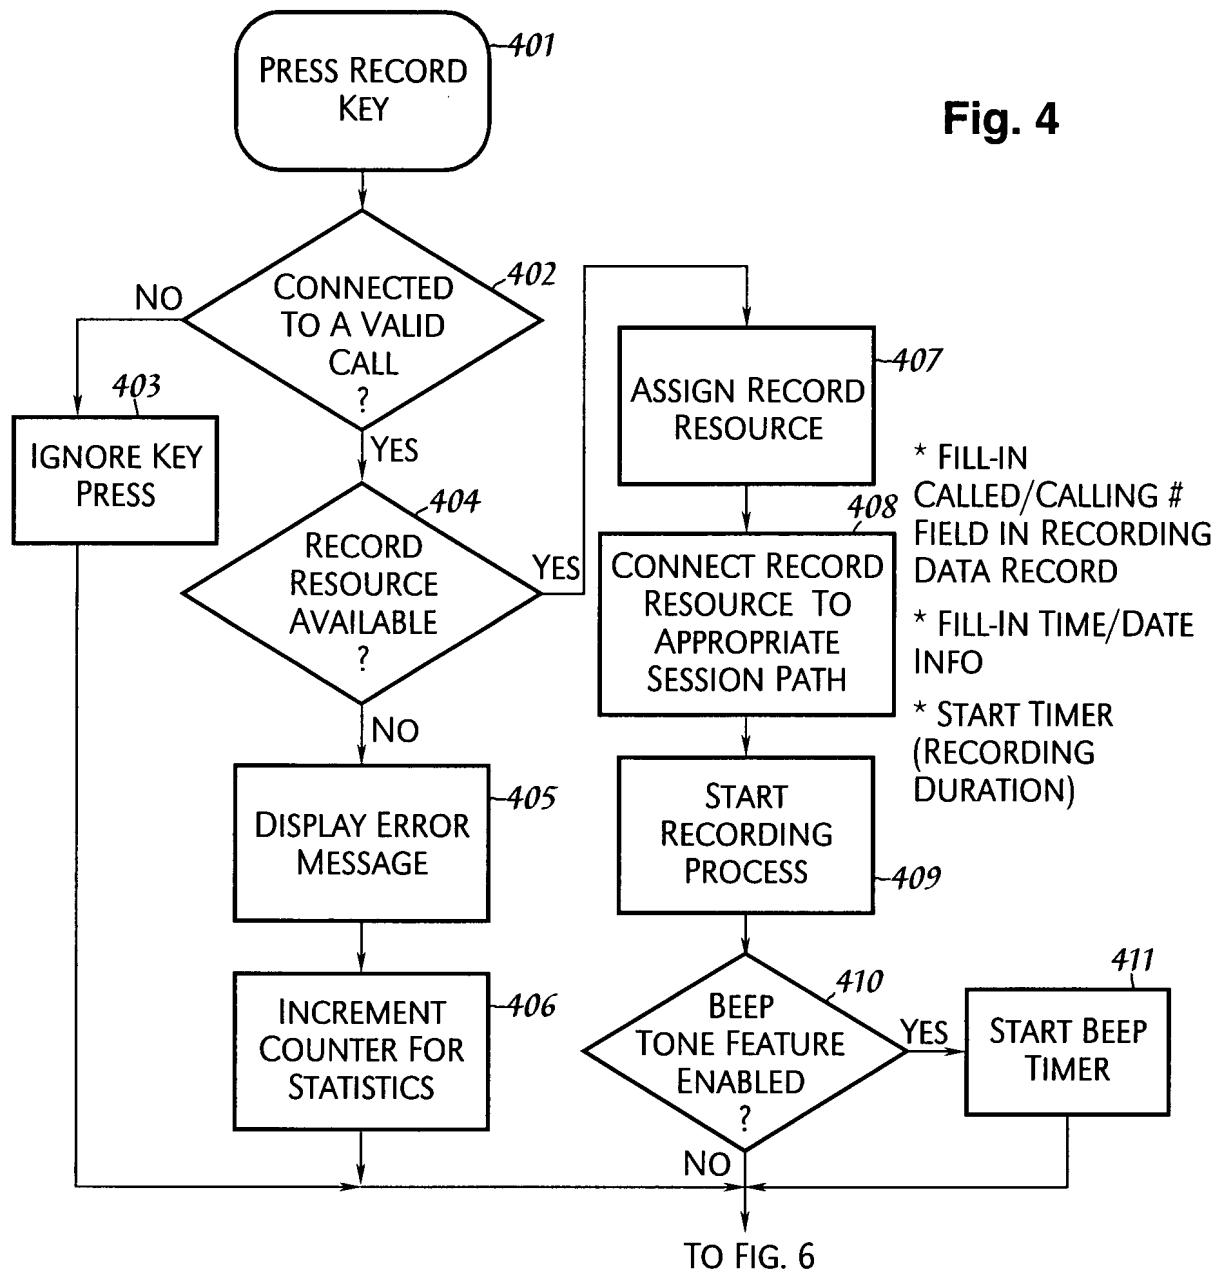 401
PRESS RECORD
KEY
Fig. 4
402
CONNECTED
TO A VALID
CALL
?
NO
YES
403
IGNORE KEY
PRESS
404
RECORD
RESOURCE
AVAILABLE
?
YES
NO
405
DISPLAY ERROR
MESSAGE
406
INCREMENT
COUNTER FOR
STATISTICS
407
ASSIGN RECORD
RESOURCE
408
CONNECT RECORD
RESOURCE TO
APPROPRIATE
SESSION PATH
* FILL-IN
CALLED/CALLING #
FIELD IN RECORDING
DATA RECORD
* FILL-IN TIME/DATE
INFO
* START TIMER
(RECORDING
DURATION)
START
RECORDING
PROCESS
409
410
BEEP
TONE FEATURE
ENABLED
?
YES
NO
411
START BEEP
TIMER
TO FIG. 6